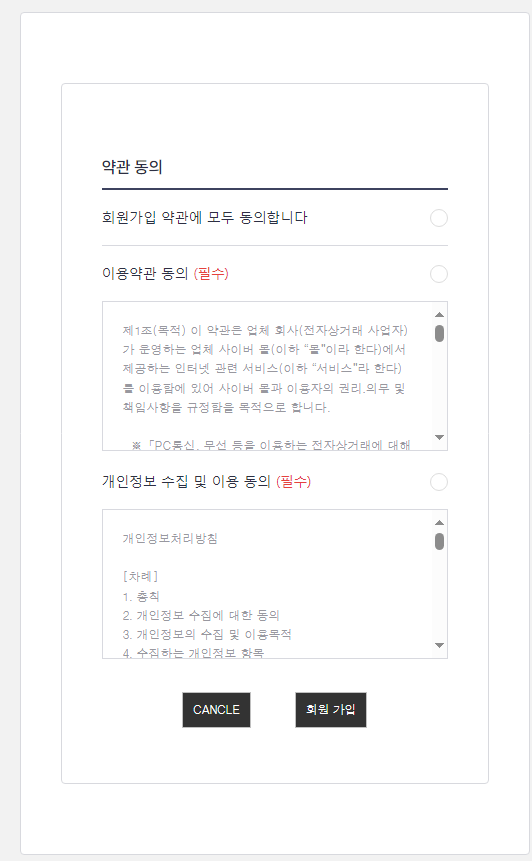 약관 동의
회원가입 약관에 모두 동의합니다
이용약관 동의 (필수)
제1조(목적) 이 약관은 업체 회사(전자상거래 사업자)
가 운영하는 업체 사이버 몰(이하 “몰"이라 한다)에서
제공하는 인터넷 관련 서비스(이하 “서비스"라 한다)
를 이용함에 있어 사이버 몰과 이용자의 권리.의무 및
책임사항을 규정함을 목적으로 합니다.
※「PC통신, 무선 등을 이용하는 전자상거래에 대해
개인정보 수집 및 이용 동의 (필수)
개인정보처리방침
[차례]
1. 총칙
2. 개인정보 수집에 대한 동의
3. 개인정보의 수집 및 이용목적
4. 수집하는 개인정보 항목
CANCLE
회원 가입